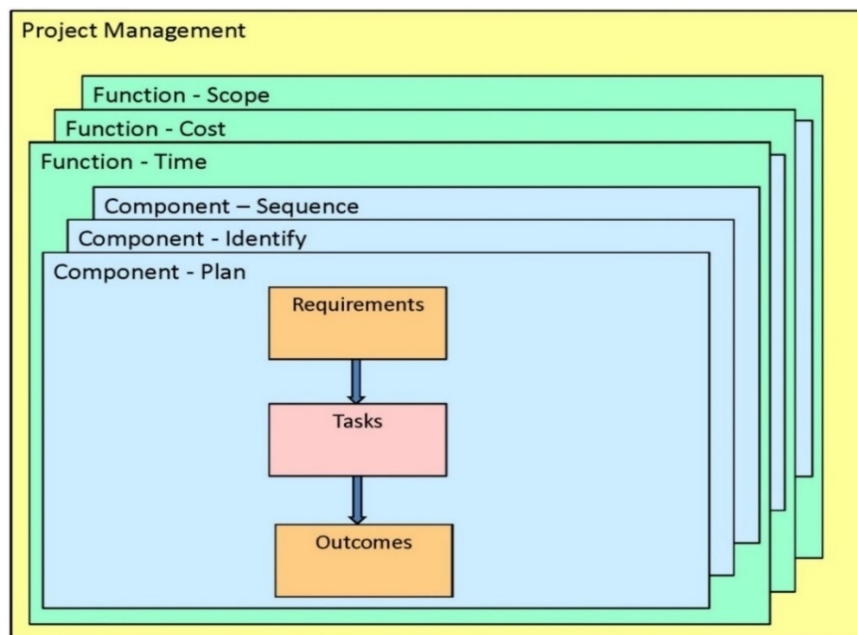 Project Management
Function - Scope
Function - Cost
Function - Time
Component – Sequence
Component - Identify
Component - Plan
Requirements
Tasks
Outcomes